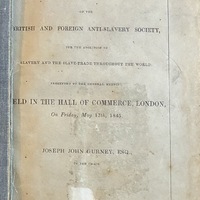 OF THE
BRITISH AND FOREIGN ANTI-SLAVERY SOCIETY,
FOR THE ABOLITION OF
SLAVERY AND THE SLAVE-TRADE THROUGHOUT THE WORLD
PRESENTED TO THE GENERAL MEETING
HELD IN THE HALL OF COMMERCE, LONDON,
On Friday, May 17th,
JOSEPH JOHN GURNEY, ESQ.
IN THE CHAIR